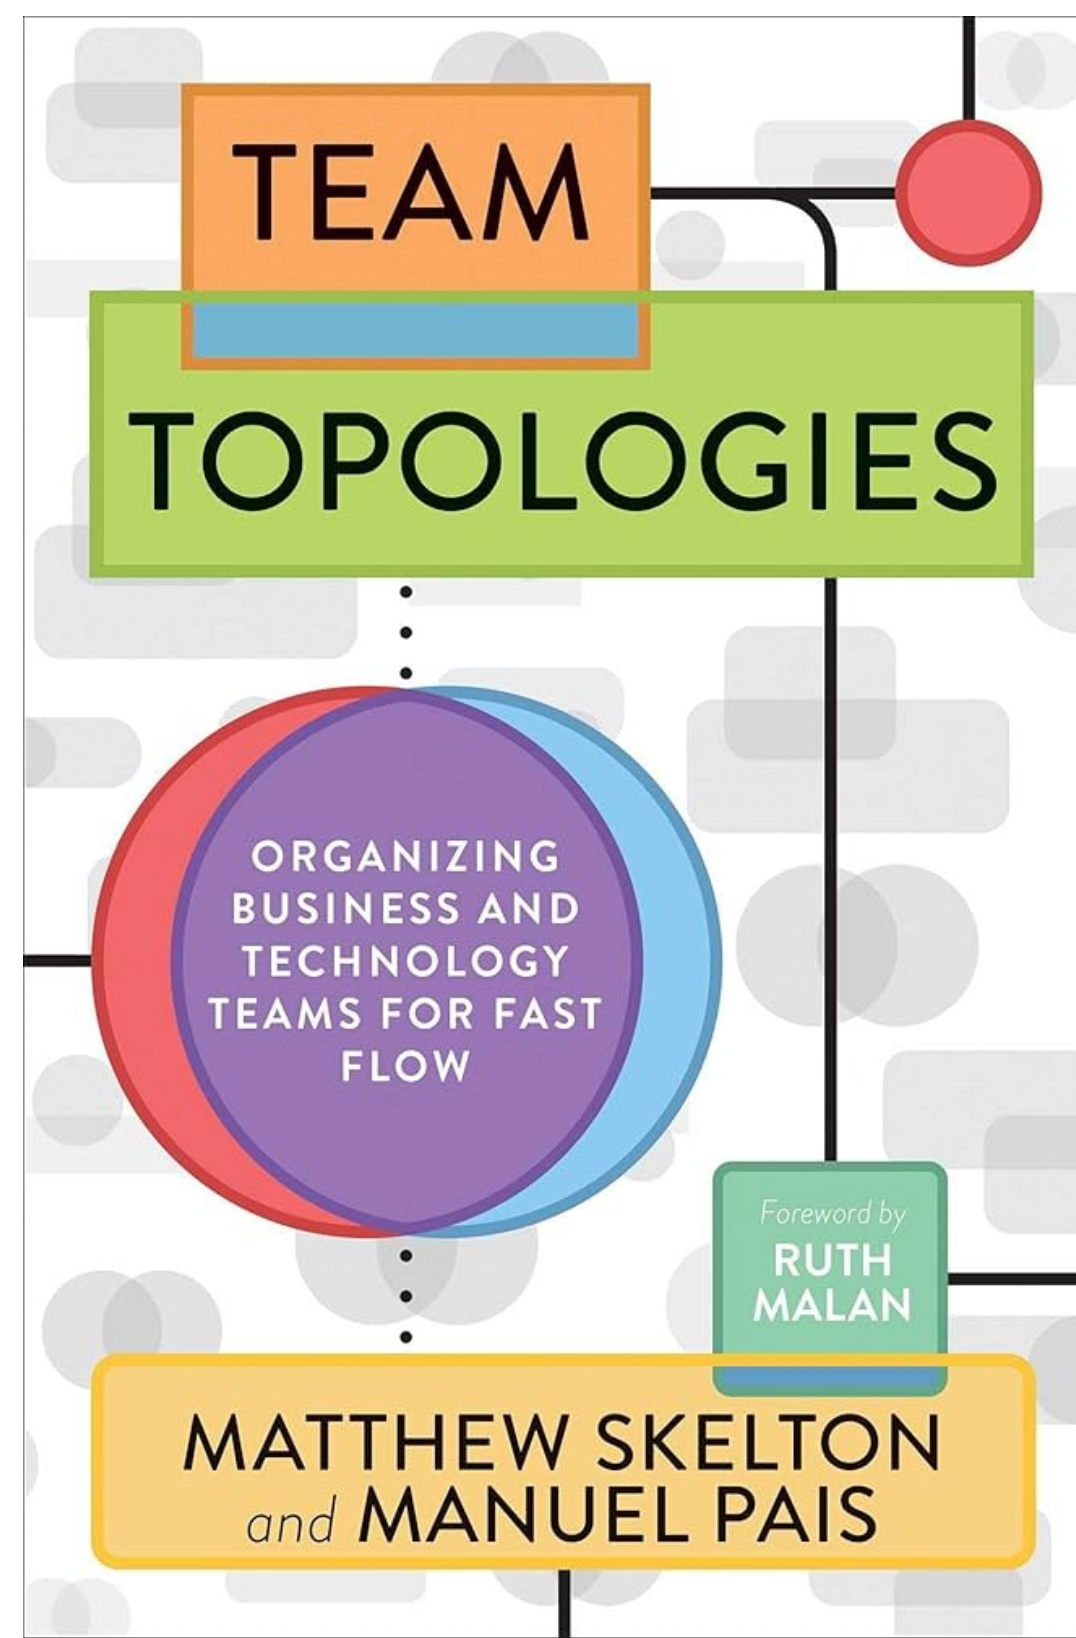 TEAM
TOPOLOGIES
ORGANIZING
BUSINESS AND
TECHNOLOGY
TEAMS FOR FAST
FLOW
Foreword by
RUTH
MALAN
MATTHEW SKELTON
and MANUEL PAIS